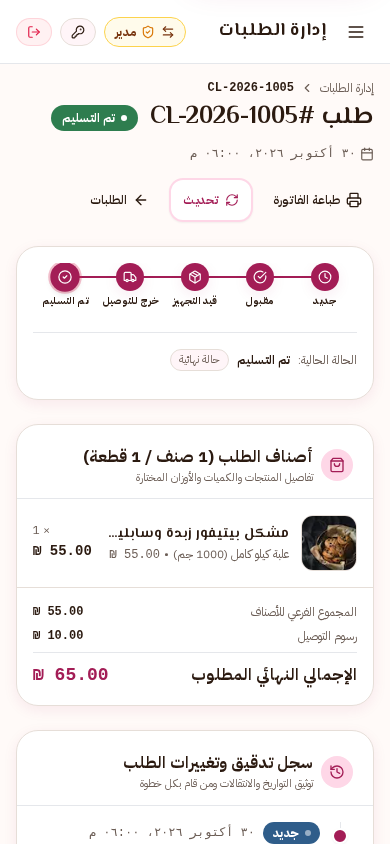 إدارة الطلبات
مدير
إدارة الطلبات
CL-2026-1005
طلب #CL-2026-1005
تم التسليم
٣٠ أكتوبر ٢٠٢٦، ٠٦:٠٠ م
طباعة الفاتورة
تحديث
الطلبات
جديد
مقبول
قيد التجهيز
خرج للتوصيل
تم التسليم
الحالة الحالية: تم التسليم
حالة نهائية
أصناف الطلب (1 صنف / 1 قطعة)
تفاصيل المنتجات والكميات والأوزان المختارة
مشكل بيتيفور زبدة وسابلي...
× 1
علبة كيلو كامل (1000 جم) • 55.00 ₪
55.00 ₪
المجموع الفرعي للأصناف
55.00 ₪
رسوم التوصيل
10.00 ₪
الإجمالي النهائي المطلوب
65.00 ₪
سجل تدقيق وتغييرات الطلب
توثيق التواريخ والانتقالات ومن قام بكل خطوة
جديد
٣٠ أكتوبر ٢٠٢٦، ٠٦:٠٠ م